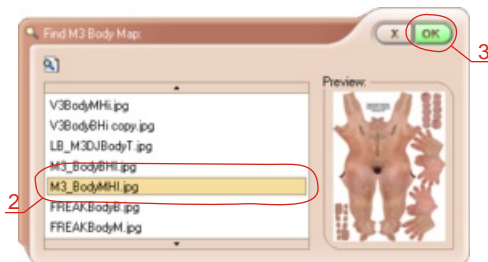 Find M3 Body Map:
X
OK
3
Preview:
V3BodyMHi.jpg
V3BodyBHi copy.jpg
LB_M3DJBodyT.jpg
M3_BodyBHI.jpg
M3_BodyMHI.jpg
2
FREAKBodyB.jpg
FREAKBodyM.jpg